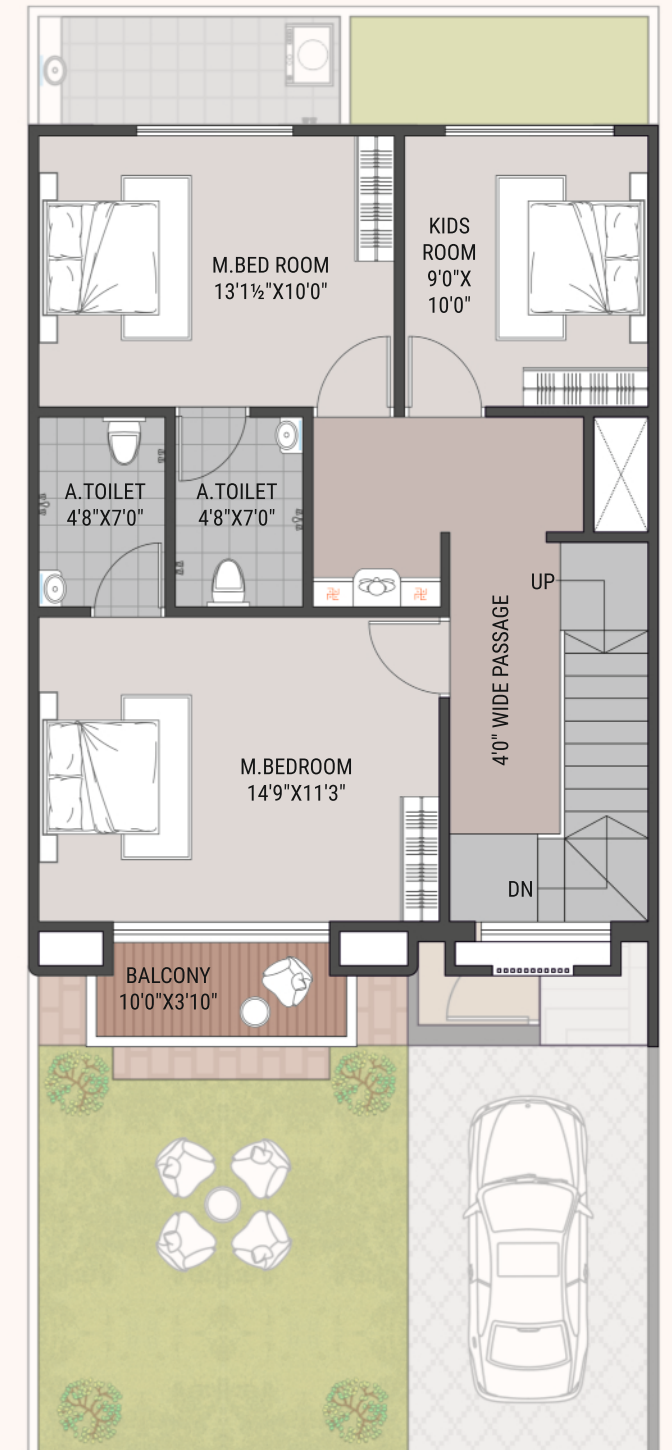 M.BED ROOM
13'1½"X10'0"
KIDS
ROOM
9'0"X
10'0"
A.TOILET
4'8"X7'0"
A.TOILET
4'8"X7'0"
UP
4'0" WIDE PASSAGE
M.BEDROOM
14'9"X11'3"
DN
BALCONY
10'0"X3'10"